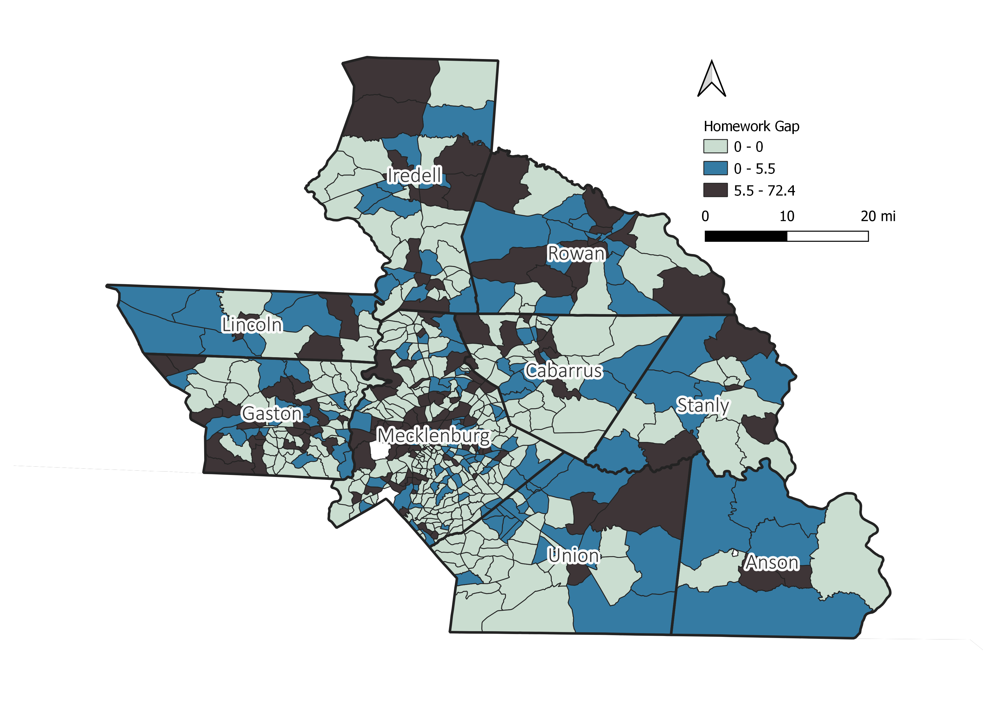 Homework Gap
0 - 0
0 - 5.5
5.5 - 72.4
0 10 20 mi
Iredell
Rowan
Lincoln
Cabarrus
Stanly
Gaston
Mecklenburg
Union
Anson